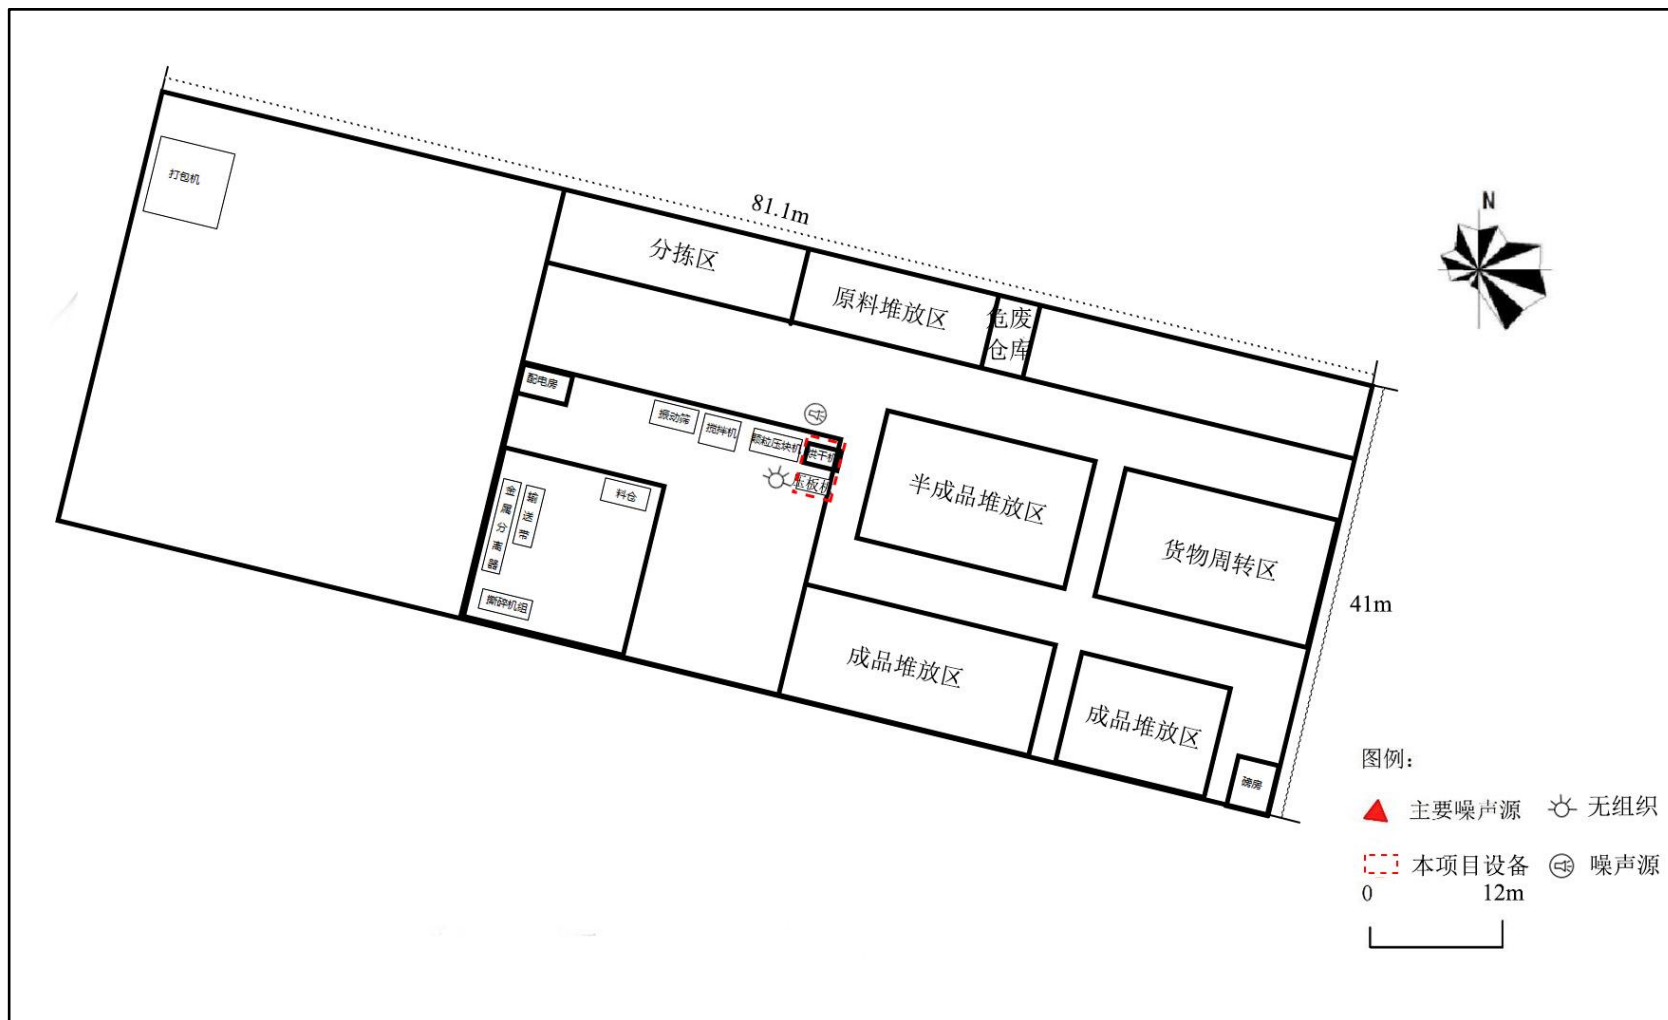 N
81.1m
打包机
分拣区
原料堆放区
危废
仓库
配电房
振动筛
搅拌机
颗粒压块机
烘干机
压板机
半成品堆放区
货物周转区
金属分离器
输送带
料仓
撕碎机组
41m
成品堆放区
成品堆放区
磅房
图例：
主要噪声源
无组织
本项目设备
噪声源
0 12m